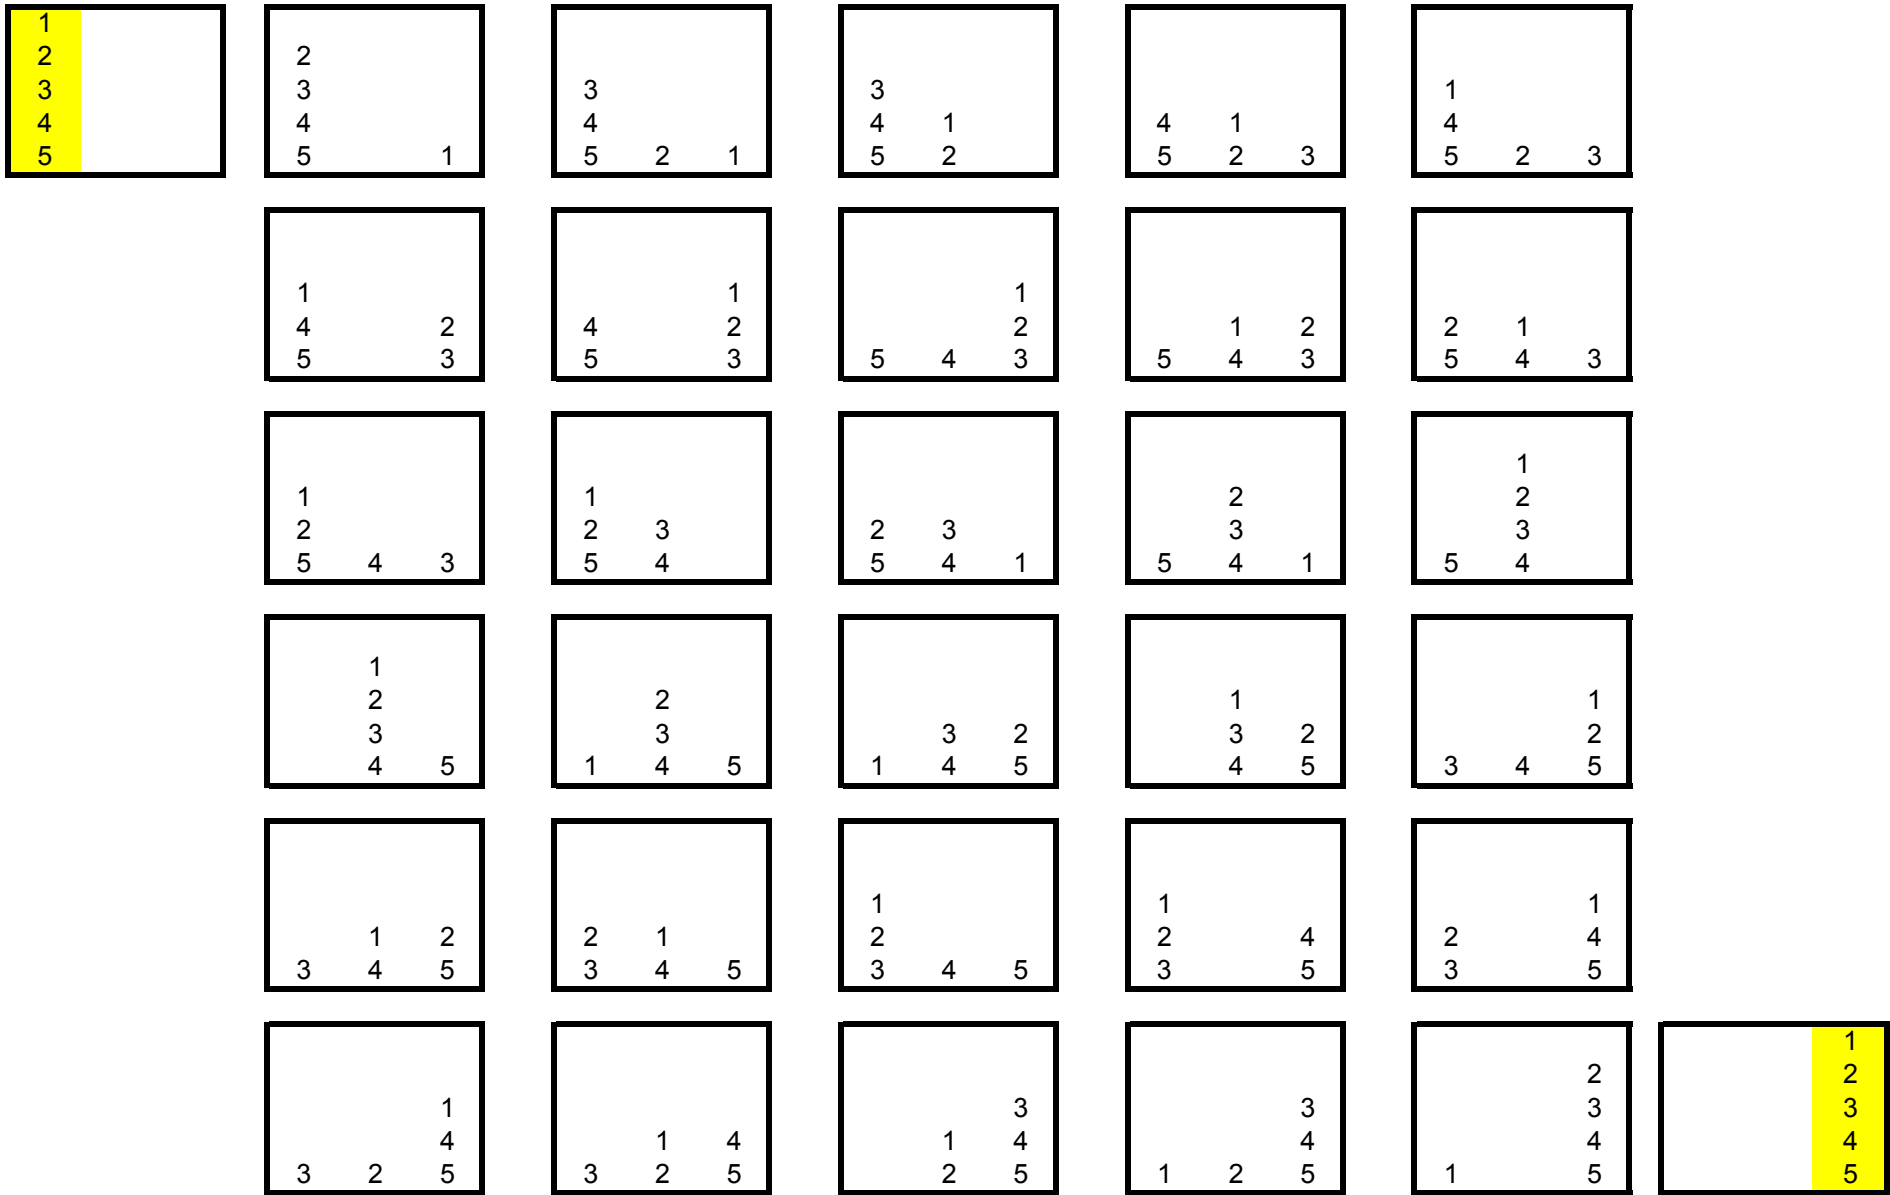 1
2 2
3 3 3 3 1
4 4 4 1 4 1 4
5 5 1 5 2 1 5 2 5 2 3 5 2 3
1 1 1
4 2 4 2 2 1 2 2 1
5 3 5 3 5 4 3 5 4 3 5 4 3
1
1 1 2 2
2 2 3 2 3 3 3
5 4 3 5 4 5 4 1 5 4 1 5 4
1
2 2 1 1
3 3 3 2 3 2 2
4 5 1 4 5 1 4 5 4 5 3 4 5
1 1 1
1 2 2 1 2 2 4 2 4
3 4 5 3 4 5 3 4 5 3 5 3 5
1
2 2
1 3 3 3 3
4 1 4 1 4 4 4 4
3 2 5 3 2 5 2 5 1 2 5 1 5 5